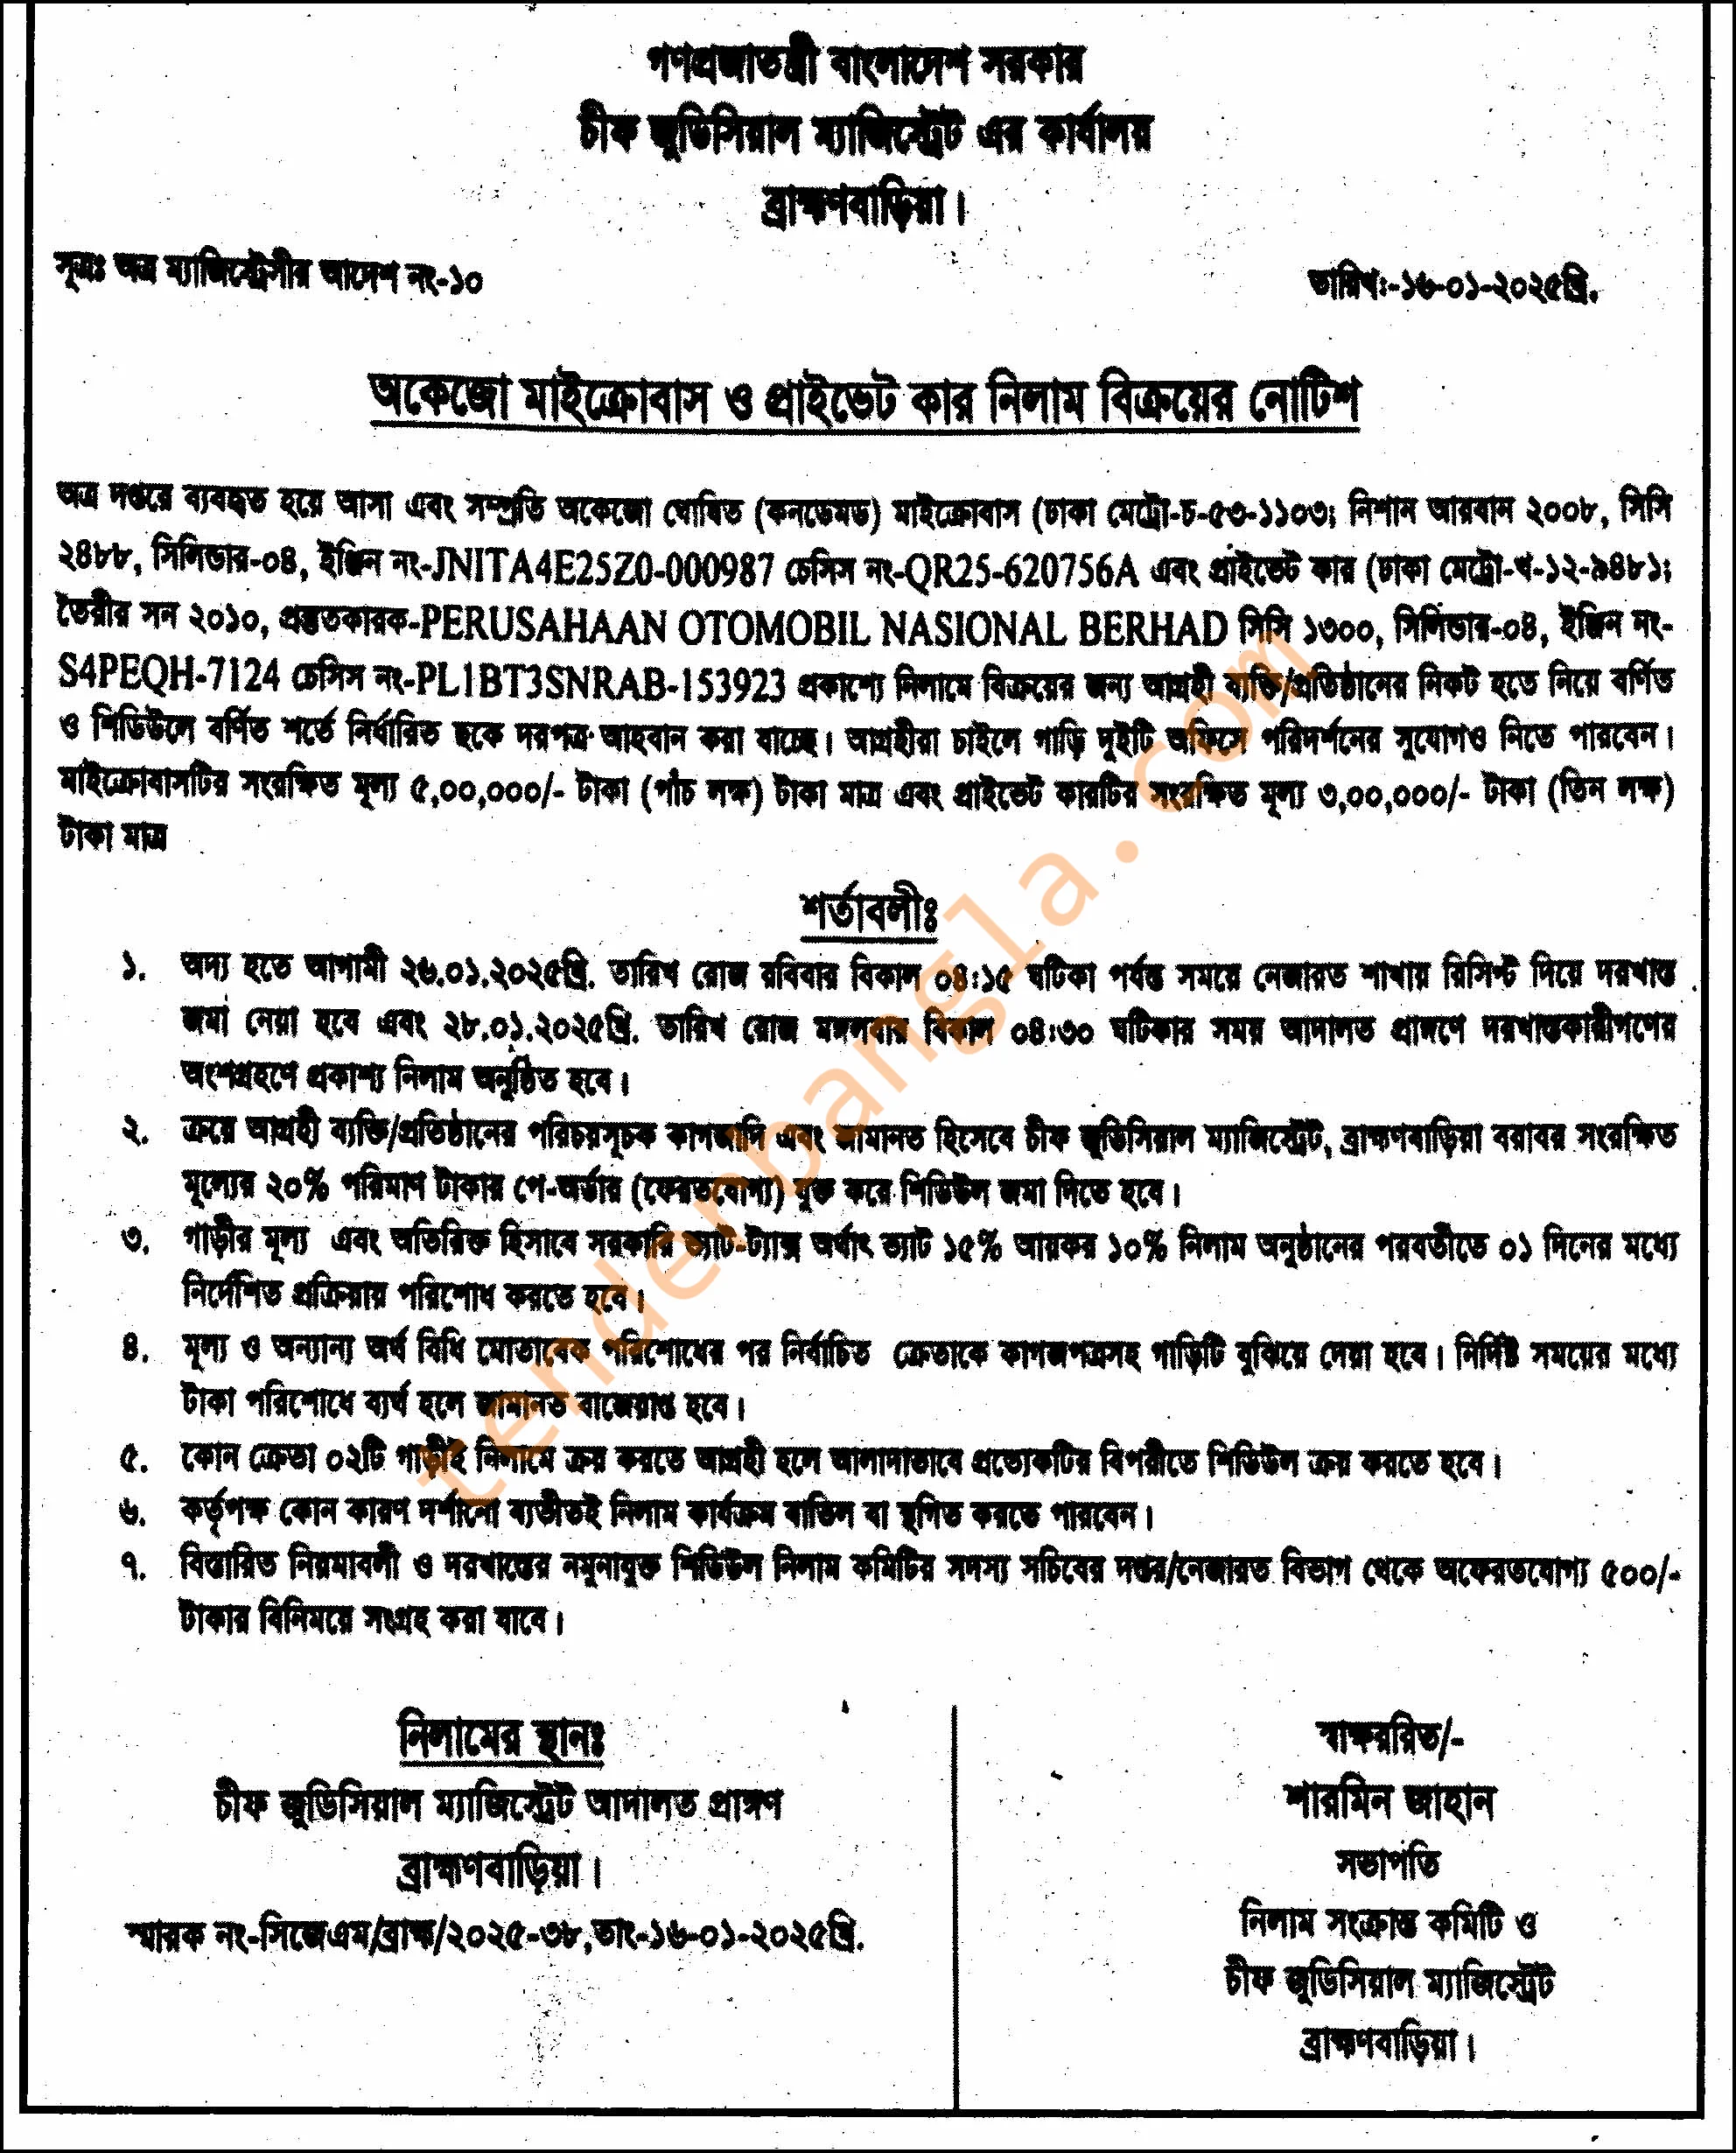 গণপ্রজাতন্ত্রী বাংলাদেশ সরকার
চীফ জুডিসিয়াল ম্যাজিস্ট্রেট এর কার্যালয়
ব্রাহ্মণবাড়িয়া।
সূত্রঃ অত্র ম্যাজিস্ট্রেসীর আদেশ নং-১০
তারিখঃ-১৬-০১-২০২৫খ্রি.
অকেজো মাইক্রোবাস ও প্রাইভেট কার নিলাম বিক্রয়ের নোটিশ
অত্র দপ্তরে ব্যবহৃত হয়ে আসা এবং সম্প্রতি অকেজো ঘোষিত (কনডেমড) মাইক্রোবাস (ঢাকা মেট্রো-চ-৫৩-১১০৩; নিশান আরবান ২০০৮, সিসি
২৪৮৮, সিলিন্ডার-০৪, ইঞ্জিন নং-JNITA4E25Z0-000987 চেসিস নং-QR25-620756A এবং প্রাইভেট কার (ঢাকা মেট্রো-খ-১২-৯৪৮১;
তৈরীর সন ২০১০, প্রস্তুতকারক-PERUSAHAAN OTOMOBIL NASIONAL BERHAD সিসি ১৩০০, সিলিন্ডার-০৪, ইঞ্জিন নং-
S4PEQH-7124 চেসিস নং-PL1BT3SNRAB-153923 প্রকাশ্যে নিলামে বিক্রয়ের জন্য আগ্রহী ব্যক্তি/প্রতিষ্ঠানের নিকট হতে নিম্নে বর্ণিত
ও শিডিউলে বর্ণিত শর্তে নির্ধারিত ছকে দরপত্র আহবান করা যাচ্ছে। আগ্রহীরা চাইলে গাড়ি দুইটি অফিসে পরিদর্শনের সুযোগও নিতে পারবেন।
মাইক্রোবাসটির সংরক্ষিত মূল্য ৫,০০,০০০/- টাকা (পাঁচ লক্ষ) টাকা মাত্র এবং প্রাইভেট কারটির সংরক্ষিত মূল্য ৩,০০,০০০/- টাকা (তিন লক্ষ)
টাকা মাত্র
শর্তাবলীঃ
১. অদ্য হতে আগামী ২৬.০১.২০২৫খ্রি. তারিখ রোজ রবিবার বিকাল ০৪:১৫ ঘটিকা পর্যন্ত সময়ে নেজারত শাখায় রিসিপ্ট দিয়ে দরখাস্ত
জমা নেয়া হবে এবং ২৮.০১.২০২৫খ্রি. তারিখ রোজ মঙ্গলবার বিকাল ০৪:৩০ ঘটিকার সময় আদালত প্রাঙ্গণে দরখাস্তকারীগণের
অংশগ্রহণে প্রকাশ্য নিলাম অনুষ্ঠিত হবে।
২. ক্রয়ে আগ্রহী ব্যক্তি/প্রতিষ্ঠানের পরিচয়সূচক কাগজাদি এবং জামানত হিসেবে চীফ জুডিসিয়াল ম্যাজিস্ট্রেট, ব্রাহ্মণবাড়িয়া বরাবর সংরক্ষিত
মূল্যের ২০% পরিমাণ টাকার পে-অর্ডার (ফেরতযোগ্য) যুক্ত করে শিডিউল জমা দিতে হবে।
৩. গাড়ীর মূল্য এবং অতিরিক্ত হিসাবে সরকারি ভ্যাট-ট্যাক্স অর্থাৎ ভ্যাট ১৫% আয়কর ১০% নিলাম অনুষ্ঠানের পরবর্তীতে ০১ দিনের মধ্যে
নির্দেশিত প্রক্রিয়ায় পরিশোধ করতে হবে।
৪. মূল্য ও অন্যান্য অর্থ বিধি মোতাবেক পরিশোধের পর নির্বাচিত ক্রেতাকে কাগজপত্রসহ গাড়িটি বুঝিয়ে দেয়া হবে। নির্দিষ্ট সময়ের মধ্যে
টাকা পরিশোধে ব্যর্থ হলে জামানত বাজেয়াপ্ত হবে।
৫. কোন ক্রেতা ০২টি গাড়ীই নিলামে ক্রয় করতে আগ্রহী হলে আলাদাভাবে প্রত্যেকটির বিপরীতে শিডিউল ক্রয় করতে হবে।
৬. কর্তৃপক্ষ কোন কারণ দর্শানো ব্যতীতই নিলাম কার্যক্রম বাতিল বা স্থগিত করতে পারবেন।
৭. বিস্তারিত নিয়মাবলী ও দরখাস্তের নমুনাযুক্ত শিডিউল নিলাম কমিটির সদস্য সচিবের দপ্তর/নেজারত বিভাগ থেকে অফেরতযোগ্য ৫০০/-
টাকার বিনিময়ে সংগ্রহ করা যাবে।
নিলামের স্থানঃ
চীফ জুডিসিয়াল ম্যাজিস্ট্রেট আদালত প্রাঙ্গণ
ব্রাহ্মণবাড়িয়া।
স্মারক নং-সিজেএম/ব্রাহ্ম/২০২৫-৩৮,তাং-১৬-০১-২০২৫খ্রি.
স্বাক্ষররিত/-
শারমিন জাহান
সভাপতি
নিলাম সংক্রান্ত কমিটি ও
চীফ জুডিসিয়াল ম্যাজিস্ট্রেট
ব্রাহ্মণবাড়িয়া।
tenderbangla.com